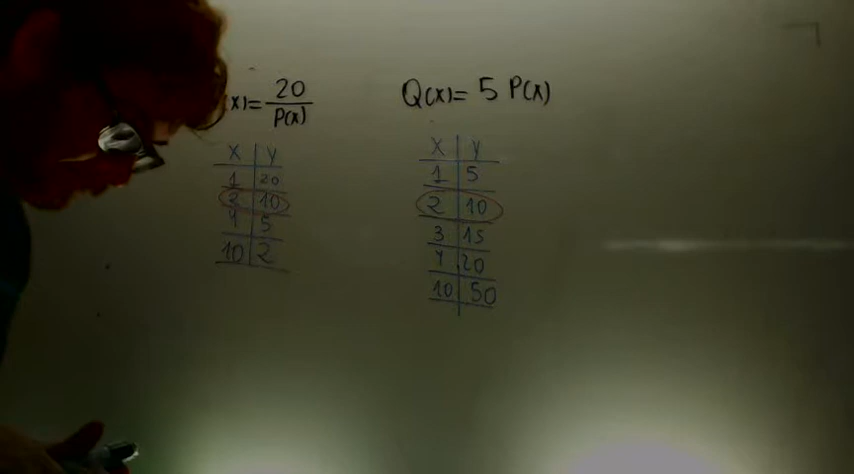 (x)= 20/P(x)
X | Y
1 | 20
2 | 10
4 | 5
10 | 2
Q(x)= 5 P(x)
X | Y
1 | 5
2 | 10
3 | 15
4 | 20
10 | 50